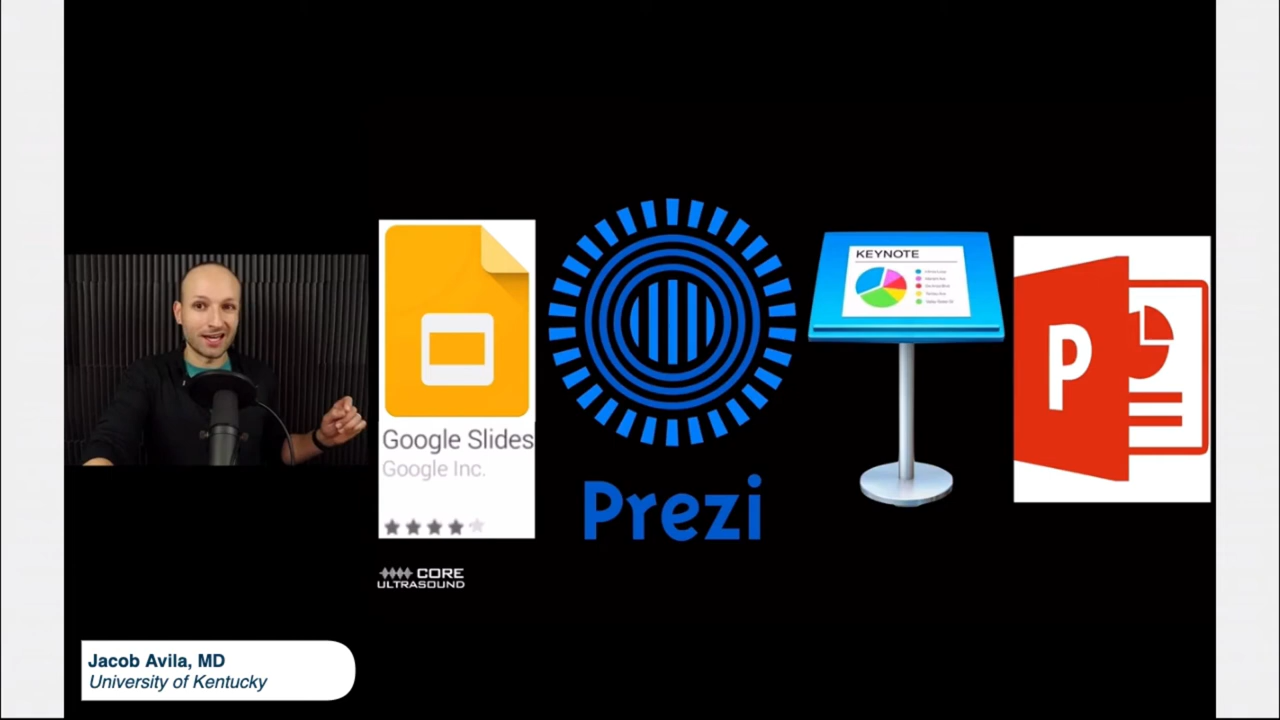 Google Slides
Google Inc.
Prezi
KEYNOTE
P
CORE
ULTRASOUND
Jacob Avila, MD
University of Kentucky